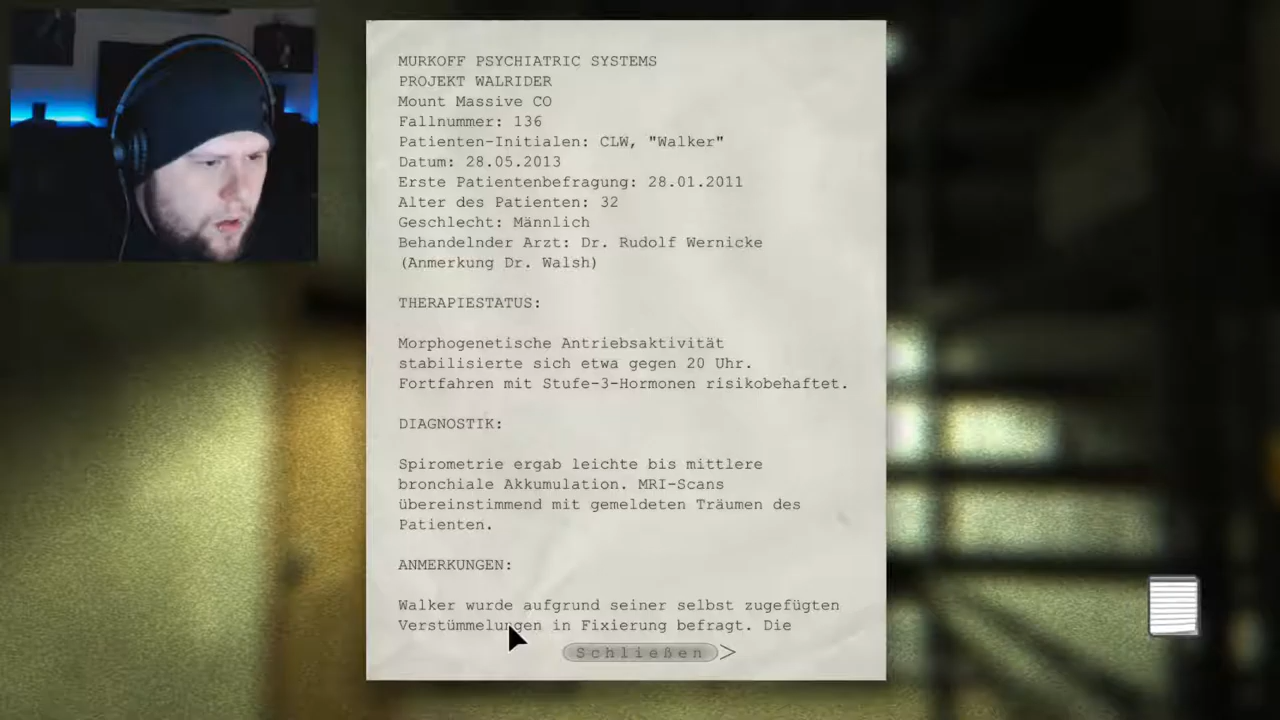 MURKOFF PSYCHIATRIC SYSTEMS
PROJEKT WALRIDER
Mount Massive CO
Fallnummer: 136
Patienten-Initialen: CLW, "Walker"
Datum: 28.05.2013
Erste Patientenbefragung: 28.01.2011
Alter des Patienten: 32
Geschlecht: Männlich
Behandelnder Arzt: Dr. Rudolf Wernicke
(Anmerkung Dr. Walsh)
THERAPIESTATUS:
Morphogenetische Antriebsaktivität
stabilisierte sich etwa gegen 20 Uhr.
Fortfahren mit Stufe-3-Hormonen risikobehaftet.
DIAGNOSTIK:
Spirometrie ergab leichte bis mittlere
bronchiale Akkumulation. MRI-Scans
übereinstimmend mit gemeldeten Träumen des
Patienten.
ANMERKUNGEN:
Walker wurde aufgrund seiner selbst zugefügten
Verstümmelungen in Fixierung befragt. Die
Schließen >